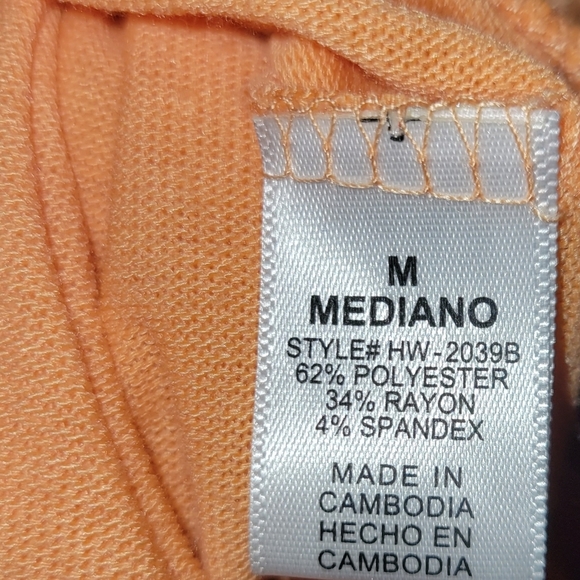 M
MEDIANO
STYLE# HW-2039B
62% POLYESTER
34% RAYON
4% SPANDEX
MADE IN
CAMBODIA
HECHO EN
CAMBODIA